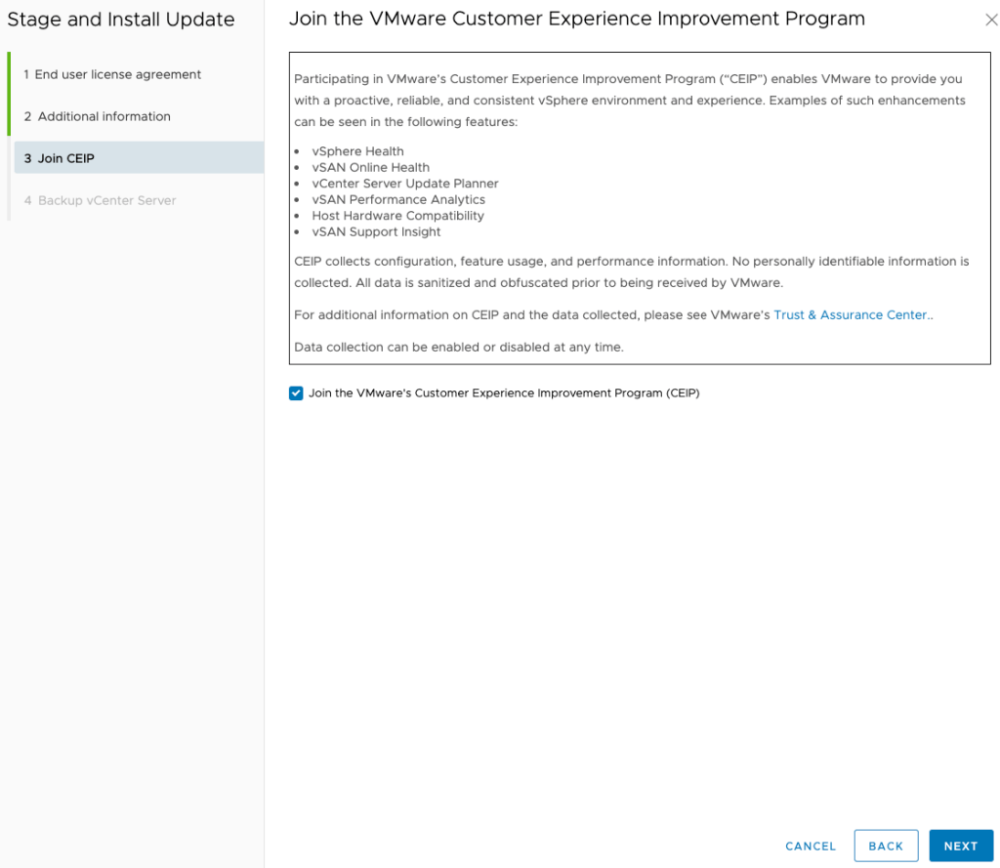 Stage and Install Update
1 End user license agreement
2 Additional information
3 Join CEIP
4 Backup vCenter Server
Join the VMware Customer Experience Improvement Program
Participating in VMware's Customer Experience Improvement Program (“CEIP”) enables VMware to provide you
with a proactive, reliable, and consistent vSphere environment and experience. Examples of such enhancements
can be seen in the following features:
• vSphere Health
• vSAN Online Health
• vCenter Server Update Planner
• vSAN Performance Analytics
• Host Hardware Compatibility
• vSAN Support Insight
CEIP collects configuration, feature usage, and performance information. No personally identifiable information is
collected. All data is sanitized and obfuscated prior to being received by VMware.
For additional information on CEIP and the data collected, please see VMware's Trust & Assurance Center..
Data collection can be enabled or disabled at any time.
Join the VMware's Customer Experience Improvement Program (CEIP)
CANCEL BACK NEXT